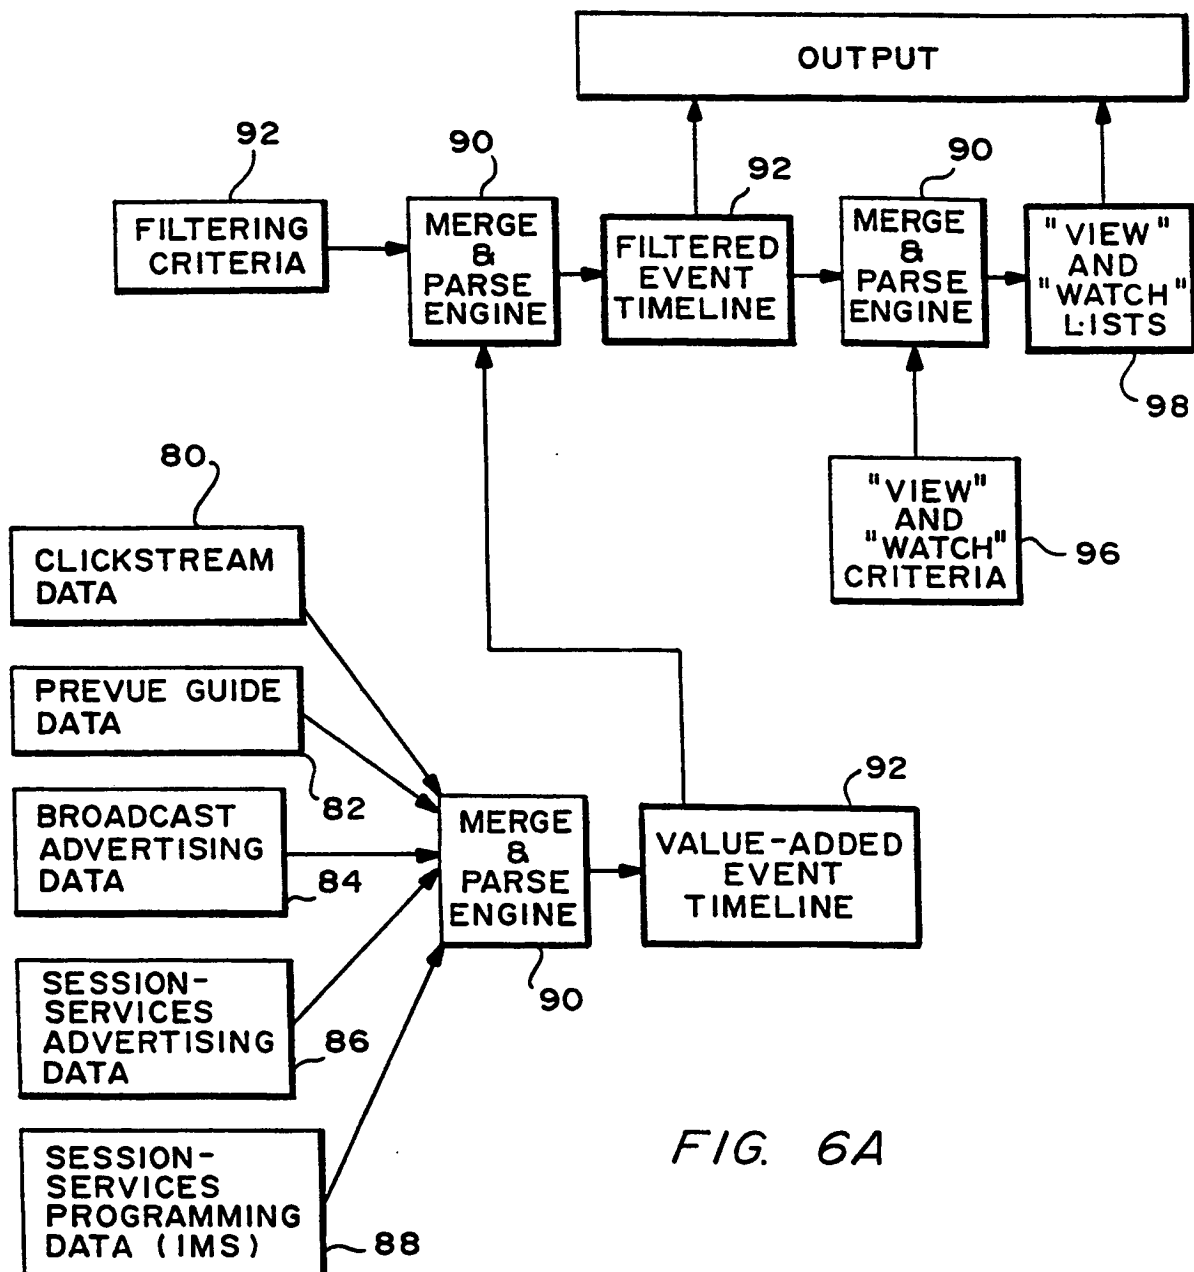 OUTPUT
92
FILTERING
CRITERIA
90
MERGE
&
PARSE
ENGINE
92
FILTERED
EVENT
TIMELINE
90
MERGE
&
PARSE
ENGINE
"VIEW"
AND
"WATCH"
LISTS
98
"VIEW"
AND
"WATCH"
CRITERIA
96
80
CLICKSTREAM
DATA
PREVUE GUIDE
DATA
82
BROADCAST
ADVERTISING
DATA
84
SESSION-
SERVICES
ADVERTISING
DATA
86
SESSION-
SERVICES
PROGRAMMING
DATA (IMS)
88
MERGE
&
PARSE
ENGINE
90
92
VALUE-ADDED
EVENT
TIMELINE
FIG. 6A